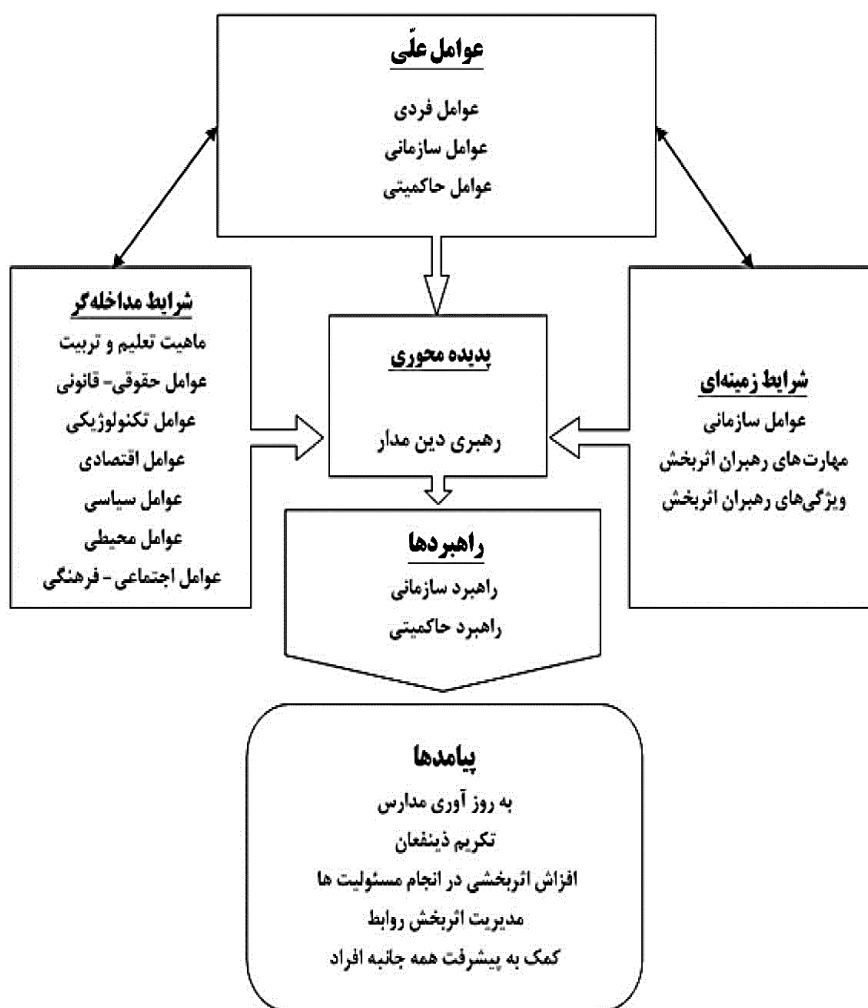 عوامل علّی
عوامل فردی
عوامل سازمانی
عوامل حاکمیتی
شرایط زمینه‌ای
عوامل سازمانی
مهارت‌های رهبران اثربخش
ویژگی‌های رهبران اثربخش
پدیده محوری
رهبری دین مدار
شرایط مداخله‌گر
ماهیت تعلیم و تربیت
عوامل حقوقی- قانونی
عوامل تکنولوژیکی
عوامل اقتصادی
عوامل سیاسی
عوامل محیطی
عوامل اجتماعی - فرهنگی
راهبردها
راهبرد سازمانی
راهبرد حاکمیتی
پیامدها
به روز آوری مدارس
تکریم ذینفعان
افزاش اثربخشی در انجام مسئولیت ها
مدیریت اثربخش روابط
کمک به پیشرفت همه جانبه افراد